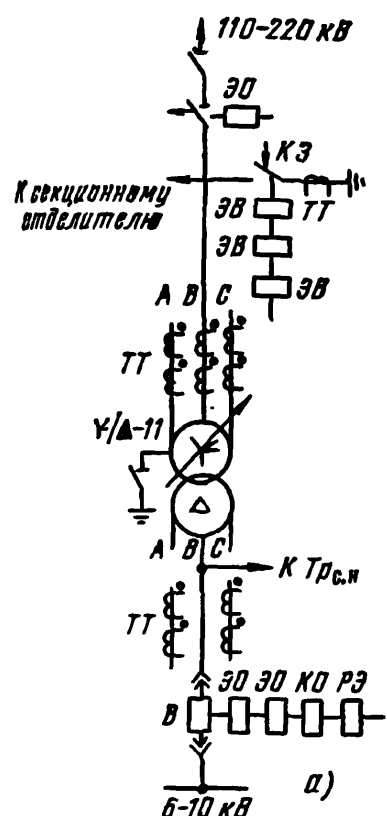 110-220 кВ
ЭО
КЗ
К секционному
отделителю
ЭВ
ТТ
ЭВ
ЭВ
А В С
ТТ
Y/Δ-11
А В С
К Тр с.н
ТТ
ЭО ЭО КО РЭ
В
а)
6-10 кВ